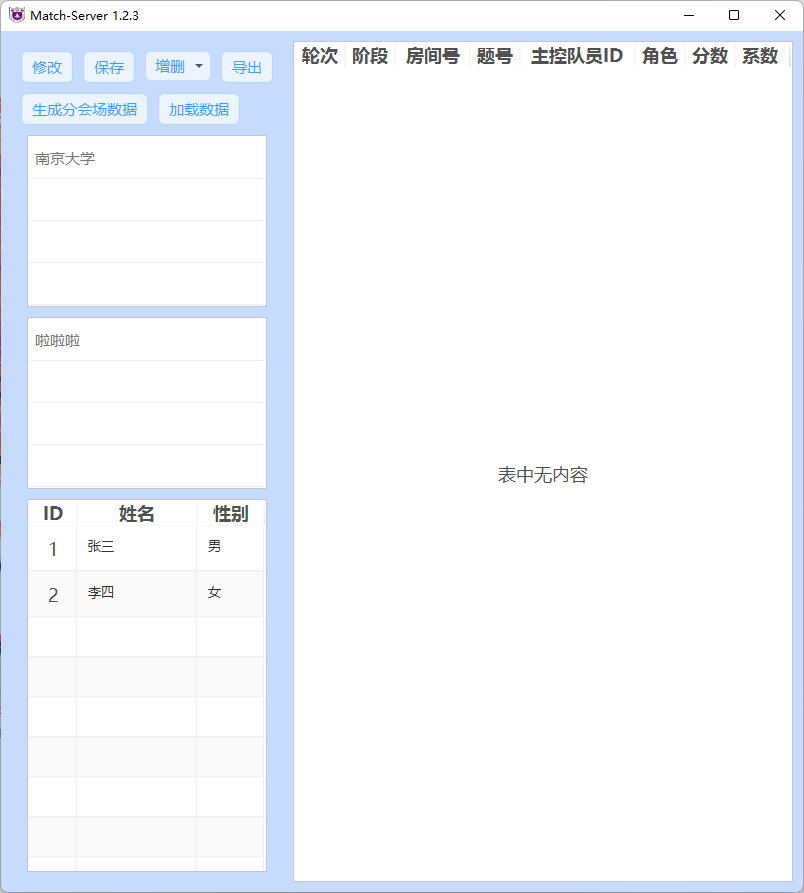 Match-Server 1.2.3
修改 保存 增删 导出
生成分会场数据 加载数据
南京大学
啦啦啦
ID 姓名 性别
1 张三 男
2 李四 女
轮次 阶段 房间号 题号 主控队员ID 角色 分数 系数
表中无内容